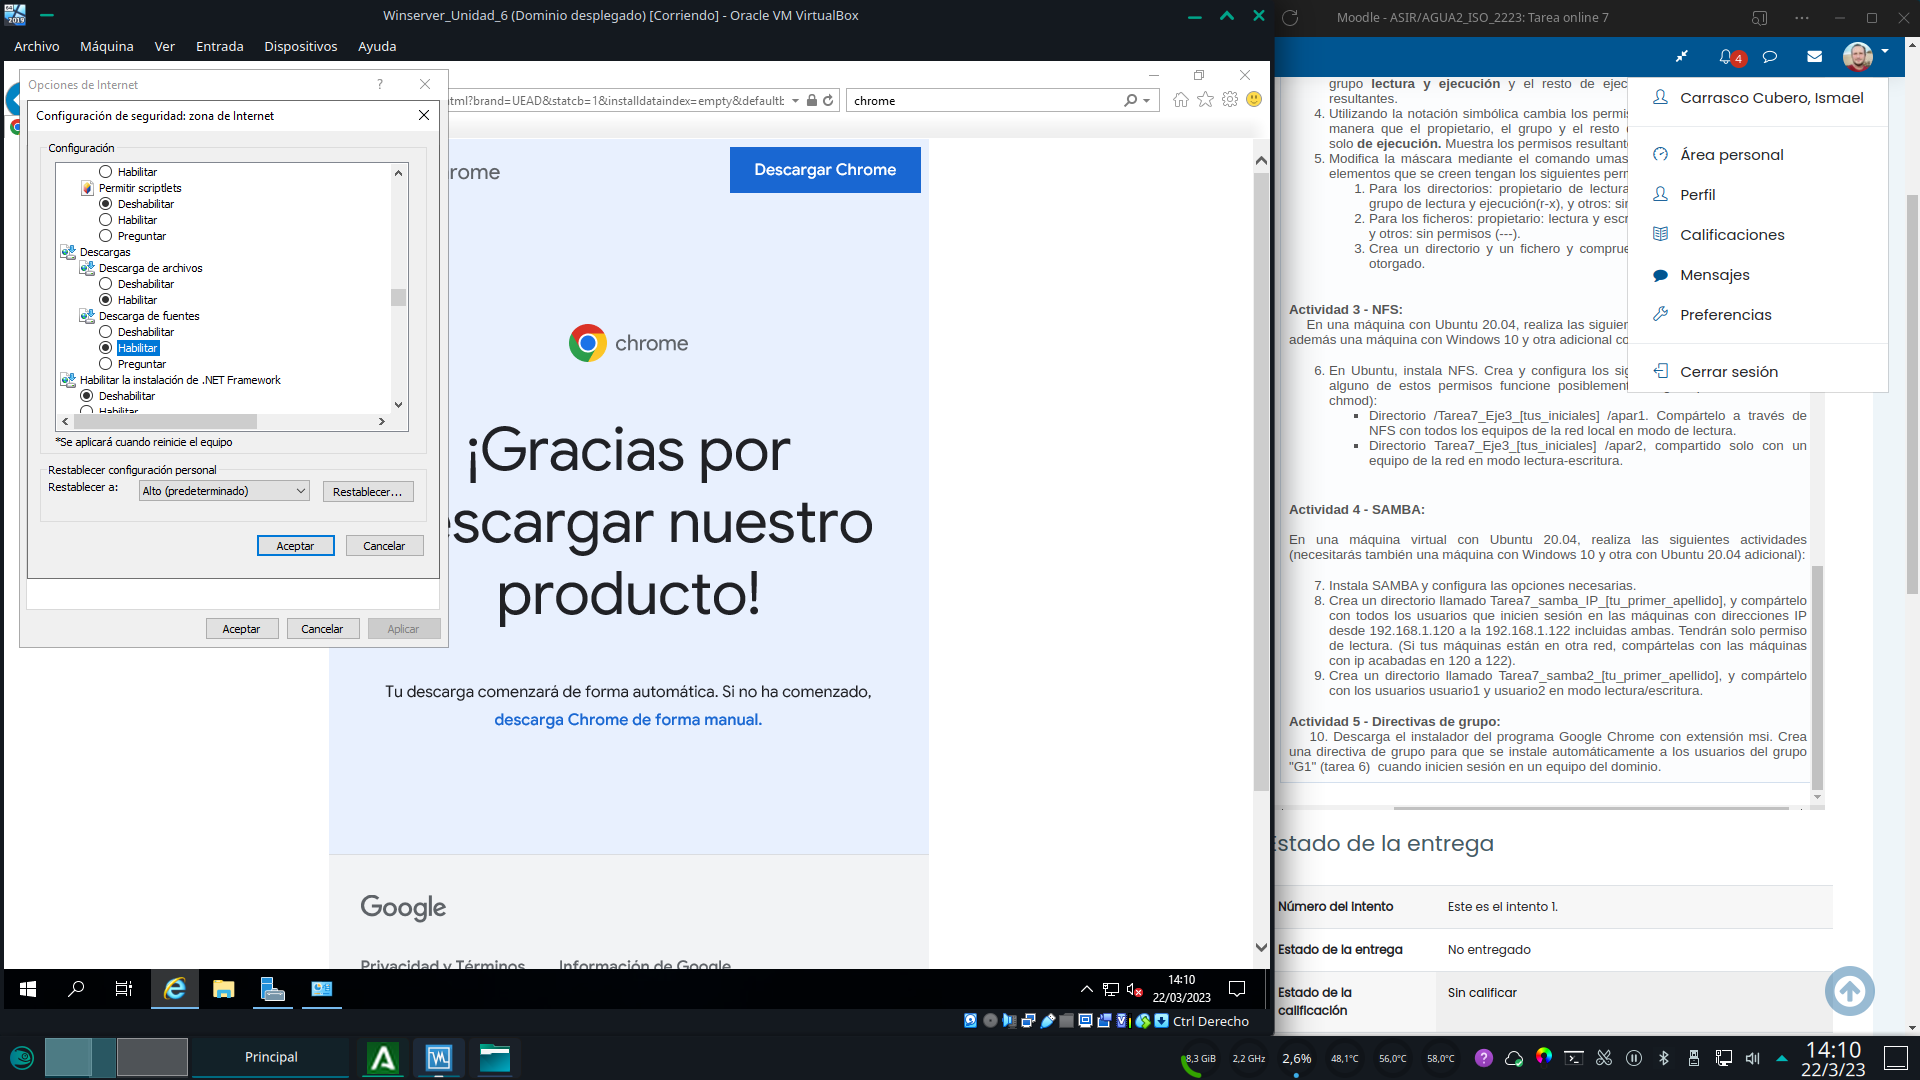 Winserver_Unidad_6 (Dominio desplegado) [Corriendo] - Oracle VM VirtualBox
Archivo Máquina Ver Entrada Dispositivos Ayuda
Opciones de Internet ?
Configuración de seguridad: zona de Internet
Configuración
Habilitar
Permitir scriptlets
Deshabilitar
Habilitar
Preguntar
Descargas
Descarga de archivos
Deshabilitar
Habilitar
Descarga de fuentes
Deshabilitar
Habilitar
Preguntar
Habilitar la instalación de .NET Framework
Deshabilitar
Habilitar
*Se aplicará cuando reinicie el equipo
Restablecer configuración personal
Restablecer a: Alto (predeterminado) Restablecer...
Aceptar Cancelar
Aceptar Cancelar Aplicar
html?brand=UEAD&statcb=1&installdataindex=empty&defaultb
chrome
rome
Descargar Chrome
chrome
¡Gracias por
escargar nuestro
producto!
Tu descarga comenzará de forma automática. Si no ha comenzado,
descarga Chrome de forma manual.
Google
Privacidad y Términos Información de Google
14:10
22/03/2023
Ctrl Derecho
Moodle - ASIR/AGUA2_ISO_2223: Tarea online 7
4
Carrasco Cubero, Ismael
Área personal
Perfil
Calificaciones
Mensajes
Preferencias
Cerrar sesión
grupo lectura y ejecución y el resto de ejec
resultantes.
4. Utilizando la notación simbólica cambia los permis
manera que el propietario, el grupo y el resto
solo de ejecución. Muestra los permisos resultant
5. Modifica la máscara mediante el comando umas
elementos que se creen tengan los siguientes perm
1. Para los directorios: propietario de lectura
grupo de lectura y ejecución(r-x), y otros: sin
2. Para los ficheros: propietario: lectura y escr
y otros: sin permisos (---).
3. Crea un directorio y un fichero y comprue
otorgado.
Actividad 3 - NFS:
En una máquina con Ubuntu 20.04, realiza las siguien
además una máquina con Windows 10 y otra adicional co
6. En Ubuntu, instala NFS. Crea y configura los sig
alguno de estos permisos funcione posiblement
chmod):
Directorio /Tarea7_Eje3_[tus_iniciales] /apar1. Compártelo a través de
NFS con todos los equipos de la red local en modo de lectura.
Directorio Tarea7_Eje3_[tus_iniciales] /apar2, compartido solo con un
equipo de la red en modo lectura-escritura.
Actividad 4 - SAMBA:
En una máquina virtual con Ubuntu 20.04, realiza las siguientes actividades
(necesitarás también una máquina con Windows 10 y otra con Ubuntu 20.04 adicional):
7. Instala SAMBA y configura las opciones necesarias.
8. Crea un directorio llamado Tarea7_samba_IP_[tu_primer_apellido], y compártelo
con todos los usuarios que inicien sesión en las máquinas con direcciones IP
desde 192.168.1.120 a la 192.168.1.122 incluidas ambas. Tendrán solo permiso
de lectura. (Si tus máquinas están en otra red, compártelas con las máquinas
con ip acabadas en 120 a 122).
9. Crea un directorio llamado Tarea7_samba2_[tu_primer_apellido], y compártelo
con los usuarios usuario1 y usuario2 en modo lectura/escritura.
Actividad 5 - Directivas de grupo:
10. Descarga el instalador del programa Google Chrome con extensión msi. Crea
una directiva de grupo para que se instale automáticamente a los usuarios del grupo
"G1" (tarea 6) cuando inicien sesión en un equipo del dominio.
Estado de la entrega
Número del Intento Este es el intento 1.
Estado de la entrega No entregado
Estado de la
calificación Sin calificar
Principal
8,3 GiB 2,2 GHz 2,6% 48,1°C 56,0°C 58,0°C
14:10
22/3/23